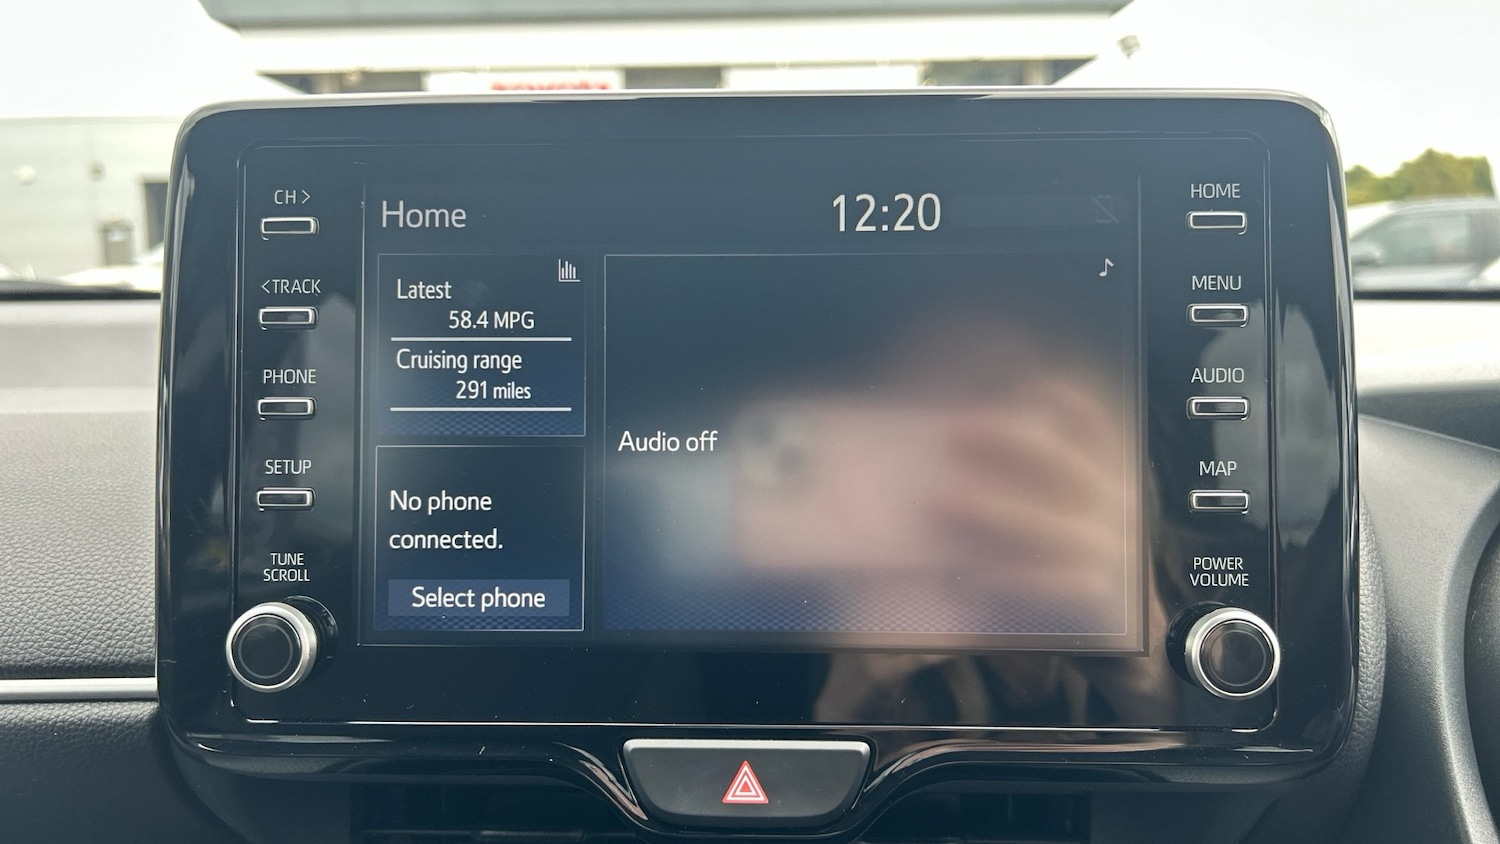 CH >
<TRACK
PHONE
SETUP
TUNE
SCROLL
Home
12:20
Latest
58.4 MPG
Cruising range
291 miles
No phone
connected.
Select phone
Audio off
HOME
MENU
AUDIO
MAP
POWER
VOLUME